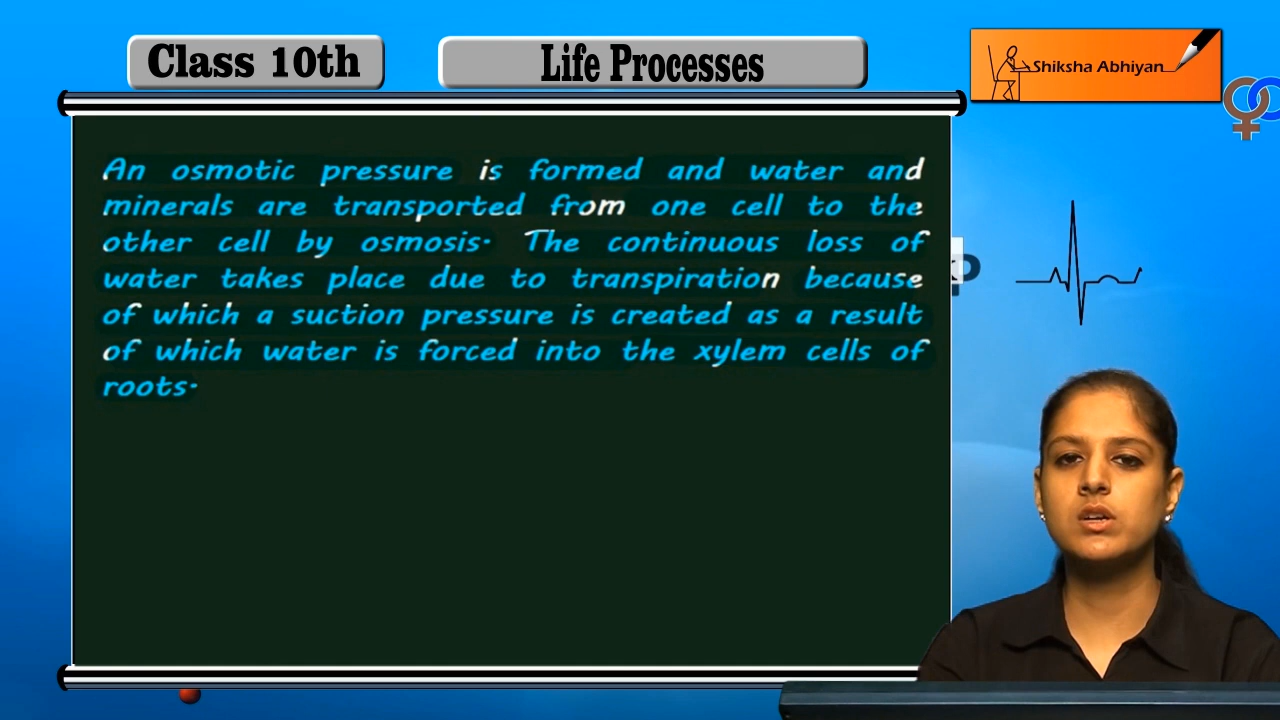 Class 10th
Life Processes
Shiksha Abhiyan
An osmotic pressure is formed and water and
minerals are transported from one cell to the
other cell by osmosis. The continuous loss of
water takes place due to transpiration because
of which a suction pressure is created as a result
of which water is forced into the xylem cells of
roots.